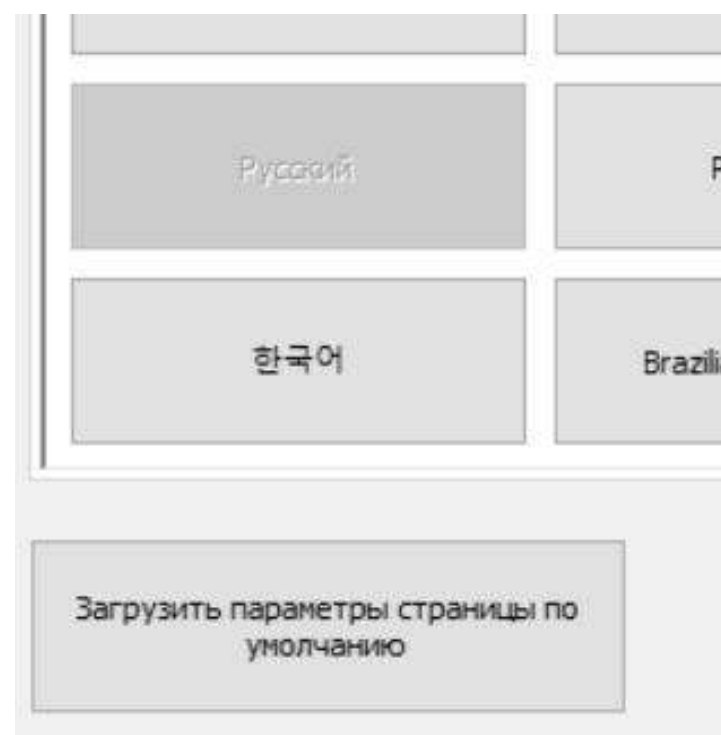 Русский
한국어
Загрузить параметры страницы по
умолчанию